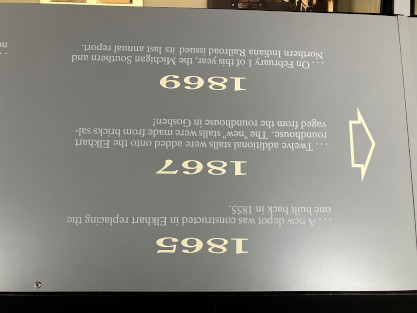 1865
. . . A new depot was constructed in Elkhart replacing the
one built back in 1855.
1867
. . . Twelve additional stalls were added onto the Elkhart
roundhouse. The "new" stalls were made from bricks sal-
vaged from the roundhouse in Goshen!
1869
. . . On February 1 of this year, the Michigan Southern and
Northern Indiana Railroad issued its last annual report.